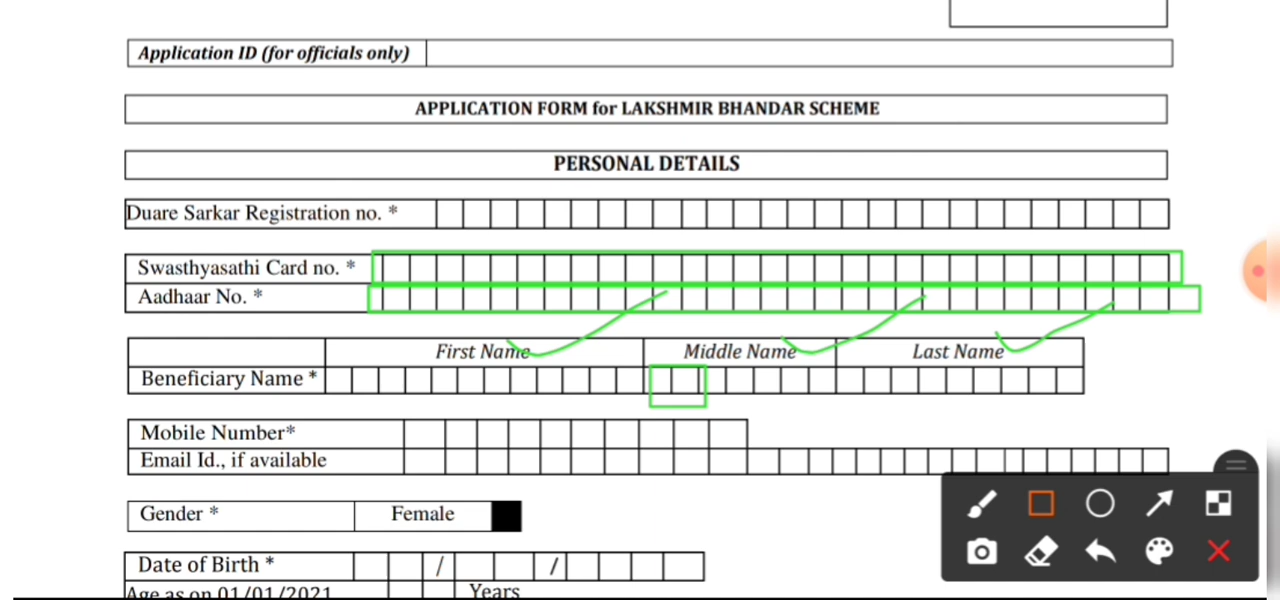 Application ID (for officials only)
APPLICATION FORM for LAKSHMIR BHANDAR SCHEME
PERSONAL DETAILS
Duare Sarkar Registration no. *
Swasthyasathi Card no. *
Aadhaar No. *
First Name Middle Name Last Name
Beneficiary Name *
Mobile Number*
Email Id., if available
Gender * Female
Date of Birth * / /
Age as on 01/01/2021 Years